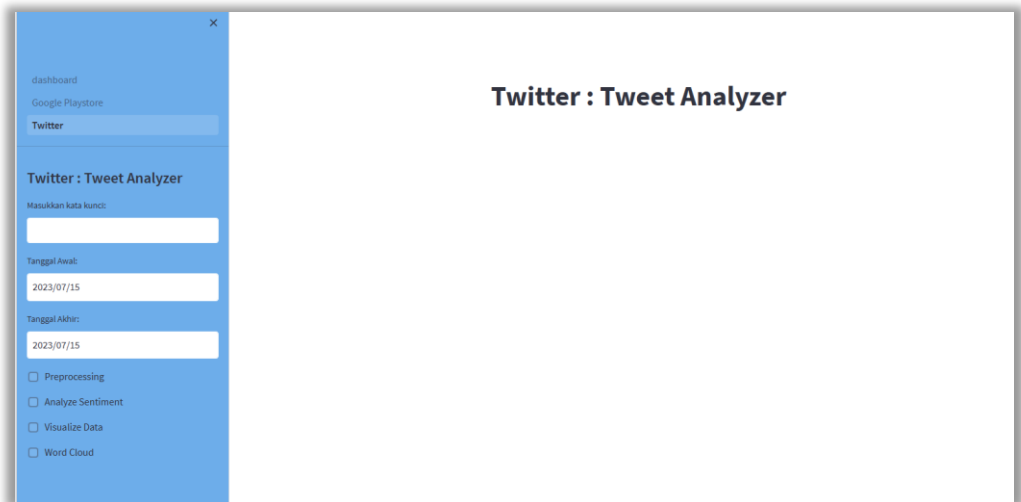 dashboard
Google Playstore
Twitter
Twitter : Tweet Analyzer
Masukkan kata kunci:
Tanggal Awal:
2023/07/15
Tanggal Akhir:
2023/07/15
Preprocessing
Analyze Sentiment
Visualize Data
Word Cloud
Twitter : Tweet Analyzer